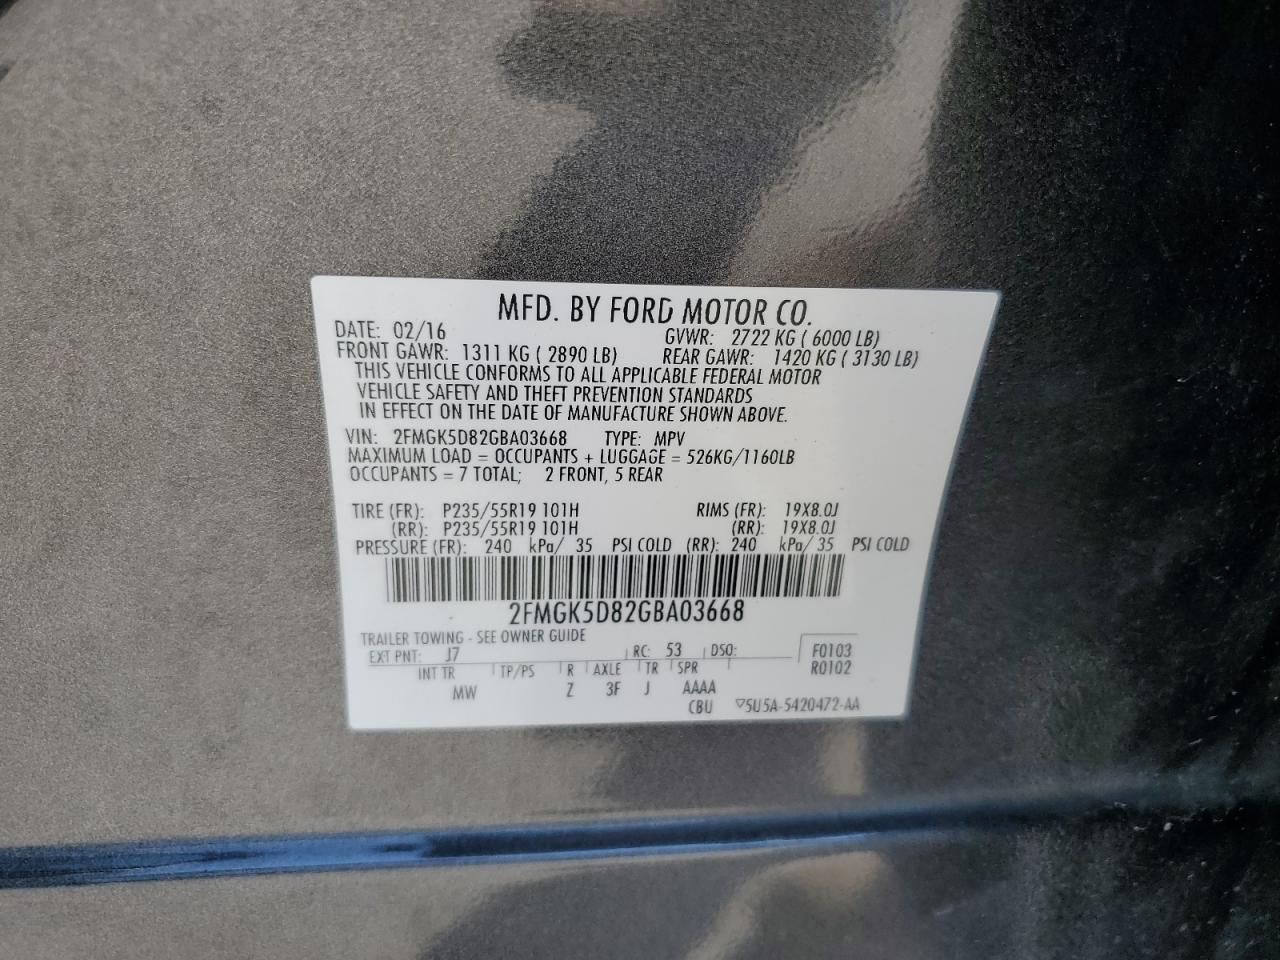 MFD. BY FORD MOTOR CO.
DATE: 02/16 GVWR: 2722 KG ( 6000 LB)
FRONT GAWR: 1311 KG ( 2890 LB) REAR GAWR: 1420 KG ( 3130 LB)
THIS VEHICLE CONFORMS TO ALL APPLICABLE FEDERAL MOTOR
VEHICLE SAFETY AND THEFT PREVENTION STANDARDS
IN EFFECT ON THE DATE OF MANUFACTURE SHOWN ABOVE.
VIN: 2FMGK5D82GBA03668 TYPE: MPV
MAXIMUM LOAD = OCCUPANTS + LUGGAGE = 526KG/1160LB
OCCUPANTS = 7 TOTAL; 2 FRONT, 5 REAR
TIRE (FR): P235/55R19 101H RIMS (FR): 19X8.0J
(RR): P235/55R19 101H (RR): 19X8.0J
PRESSURE (FR): 240 kPa/ 35 PSI COLD (RR): 240 kPa/ 35 PSI COLD
2FMGK5D82GBA03668
TRAILER TOWING - SEE OWNER GUIDE
EXT PNT: J7 RC: 53 DSO: F0103
INT TR TP/PS R AXLE TR SPR R0102
MW Z 3F J AAAA
CBU ▽5U5A-5420472-AA